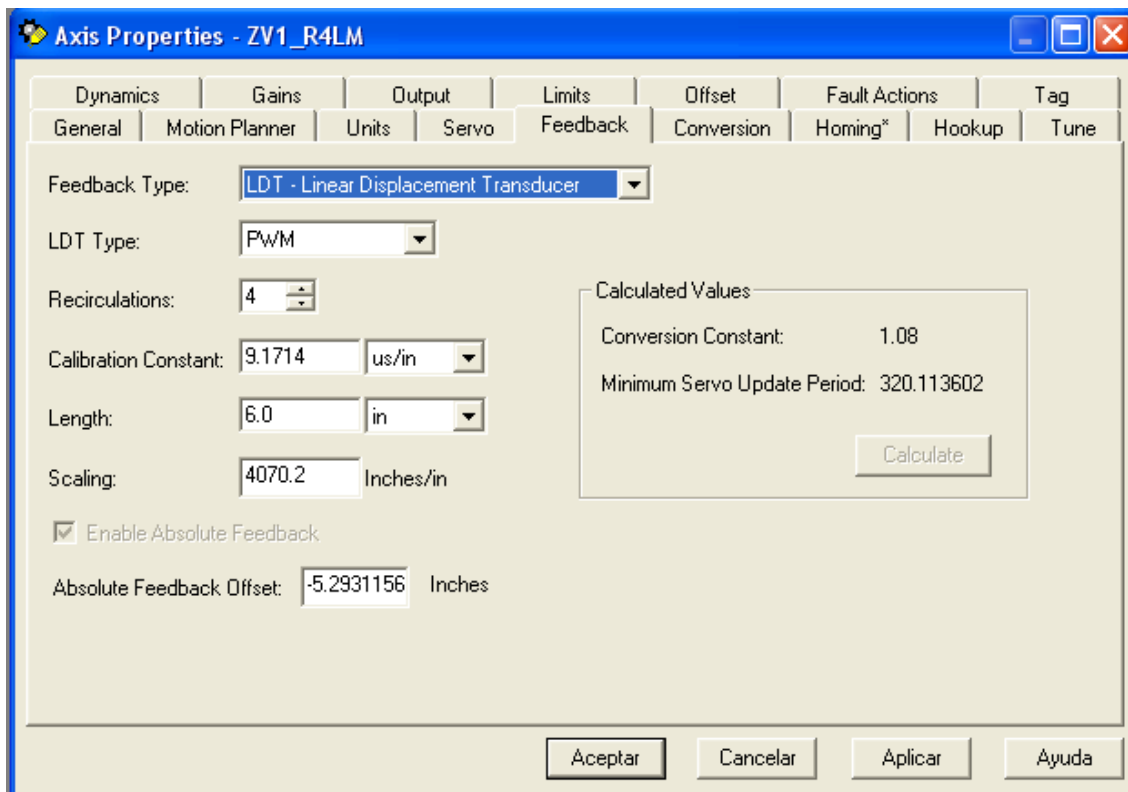 Axis Properties - ZV1_R4LM
Dynamics Gains Output Limits Offset Fault Actions Tag
General Motion Planner Units Servo Feedback Conversion Homing* Hookup Tune
Feedback Type: LDT - Linear Displacement Transducer
LDT Type: PWM
Recirculations: 4
Calibration Constant: 9.1714 us/in
Length: 6.0 in
Scaling: 4070.2 Inches/in
Enable Absolute Feedback
Absolute Feedback Offset: -5.2931156 Inches
Calculated Values
Conversion Constant: 1.08
Minimum Servo Update Period: 320.113602
Calculate
Aceptar Cancelar Aplicar Ayuda